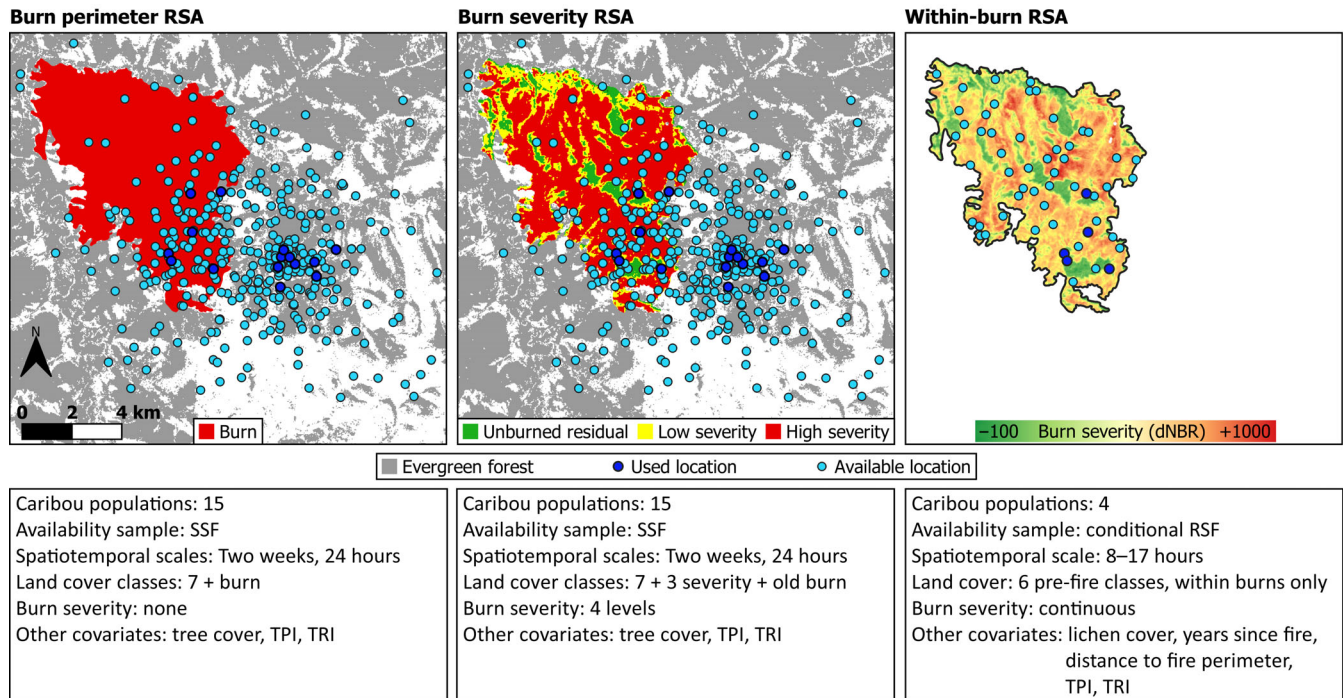 Burn perimeter RSA
Burn severity RSA
Within-burn RSA
N
0 2 4 km
Burn
Unburned residual Low severity High severity
−100 Burn severity (dNBR) +1000
Evergreen forest Used location Available location
Caribou populations: 15
Availability sample: SSF
Spatiotemporal scales: Two weeks, 24 hours
Land cover classes: 7 + burn
Burn severity: none
Other covariates: tree cover, TPI, TRI
Caribou populations: 15
Availability sample: SSF
Spatiotemporal scales: Two weeks, 24 hours
Land cover classes: 7 + 3 severity + old burn
Burn severity: 4 levels
Other covariates: tree cover, TPI, TRI
Caribou populations: 4
Availability sample: conditional RSF
Spatiotemporal scale: 8–17 hours
Land cover: 6 pre-fire classes, within burns only
Burn severity: continuous
Other covariates: lichen cover, years since fire,
distance to fire perimeter,
TPI, TRI